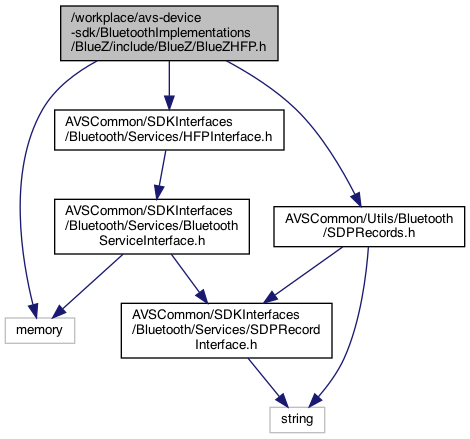 /workplace/avs-device
-sdk/BluetoothImplementations
/BlueZ/include/BlueZ/BlueZHFP.h
AVSCommon/SDKInterfaces
/Bluetooth/Services/HFPInterface.h
AVSCommon/SDKInterfaces
/Bluetooth/Services/Bluetooth
ServiceInterface.h
AVSCommon/Utils/Bluetooth
/SDPRecords.h
memory
AVSCommon/SDKInterfaces
/Bluetooth/Services/SDPRecord
Interface.h
string